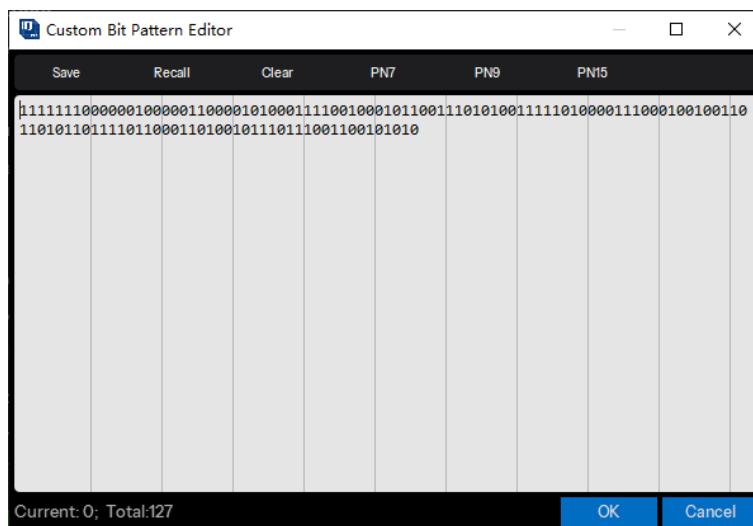 Custom Bit Pattern Editor
Save Recall Clear PN7 PN9 PN15
1111111000000100000110000101000111100100010110011101010011111010000111000100100110
110101101111011000110100101110111001100101010
Current: 0; Total:127 OK Cancel